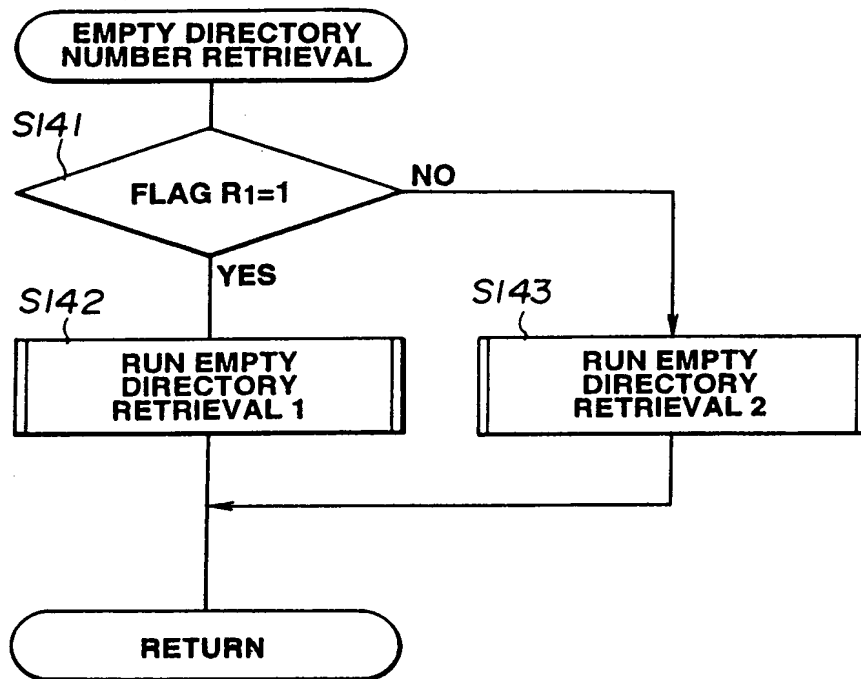 EMPTY DIRECTORY
NUMBER RETRIEVAL
S141
FLAG R1=1
NO
YES
S142
S143
RUN EMPTY
DIRECTORY
RETRIEVAL 1
RUN EMPTY
DIRECTORY
RETRIEVAL 2
RETURN